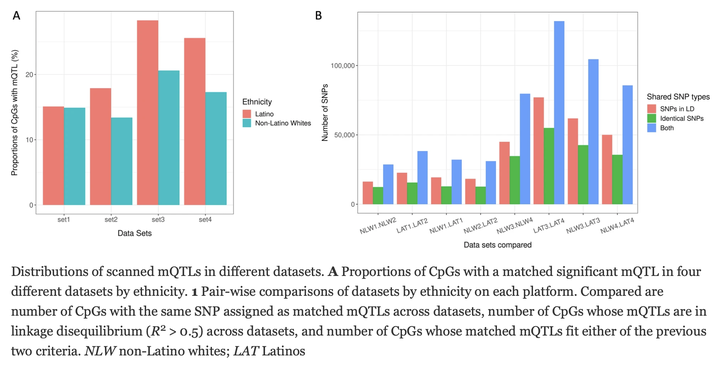 A
B
Proportions of CpGs with mQTL (%)
20
10
0
set1 set2 set3 set4
Data Sets
Ethnicity
Latino
Non-Latino Whites
Number of SNPs
100,000
50,000
0
NLW1.NLW2 LAT1.LAT2 NLW1.LAT1 NLW2.LAT2 NLW3.NLW4 LAT3.LAT4 NLW3.LAT3 NLW4.LAT4
Data sets compared
Shared SNP types
SNPs in LD
Identical SNPs
Both
Distributions of scanned mQTLs in different datasets. A Proportions of CpGs with a matched significant mQTL in four
different datasets by ethnicity. 1 Pair-wise comparisons of datasets by ethnicity on each platform. Compared are
number of CpGs with the same SNP assigned as matched mQTLs across datasets, number of CpGs whose mQTLs are in
linkage disequilibrium (R² > 0.5) across datasets, and number of CpGs whose matched mQTLs fit either of the previous
two criteria. NLW non-Latino whites; LAT Latinos